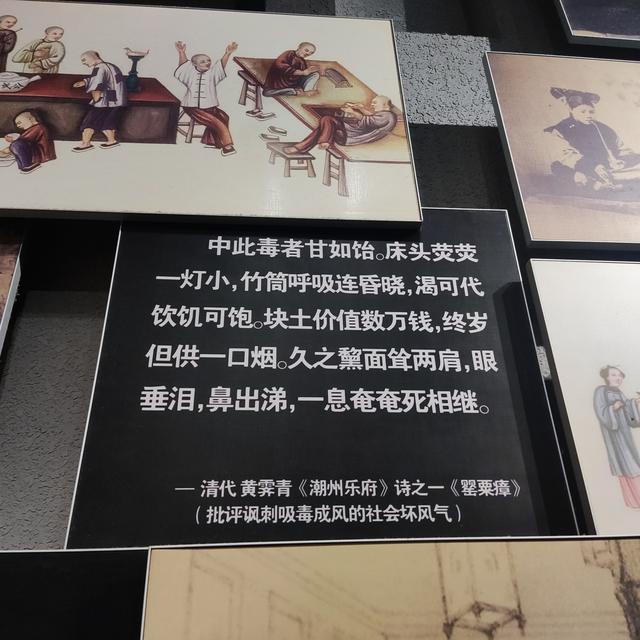 中此毒者甘如饴。床头荧荧
一灯小,竹筒呼吸连昏晓,渴可代
饮饥可饱。块土价值数万钱,终岁
但供一口烟。久之黧面耸两肩,眼
垂泪,鼻出涕,一息奄奄死相继。
— 清代 黄霁青《潮州乐府》诗之一《罂粟瘴》
(批评讽刺吸毒成风的社会坏风气)